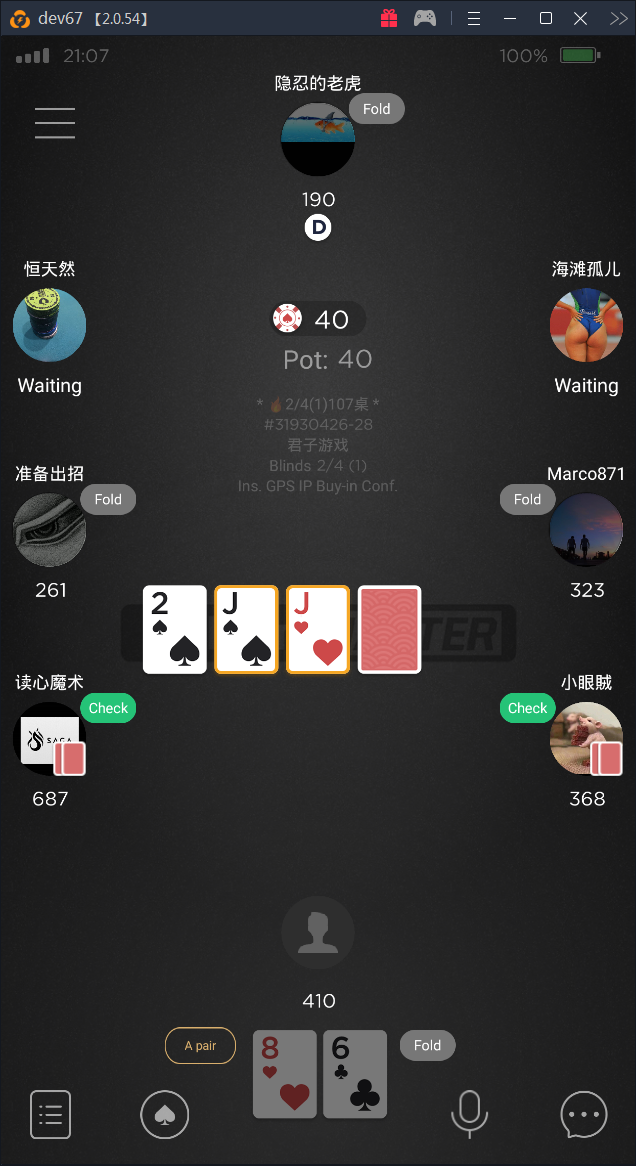 dev67 【2.0.54】
21:07
100%
隐忍的老虎
Fold
190
D
恒天然
海滩孤儿
40
Waiting
Pot: 40
Waiting
* 🔥2/4(1)107桌 *
#31930426-28
君子游戏
Blinds 2/4 (1)
Ins. GPS IP Buy-in Conf.
准备出招
Marco871
Fold
Fold
261
323
2
J
J
TER
读心魔术
小眼贼
Check
Check
SAGA
687
368
410
A pair
8
6
Fold